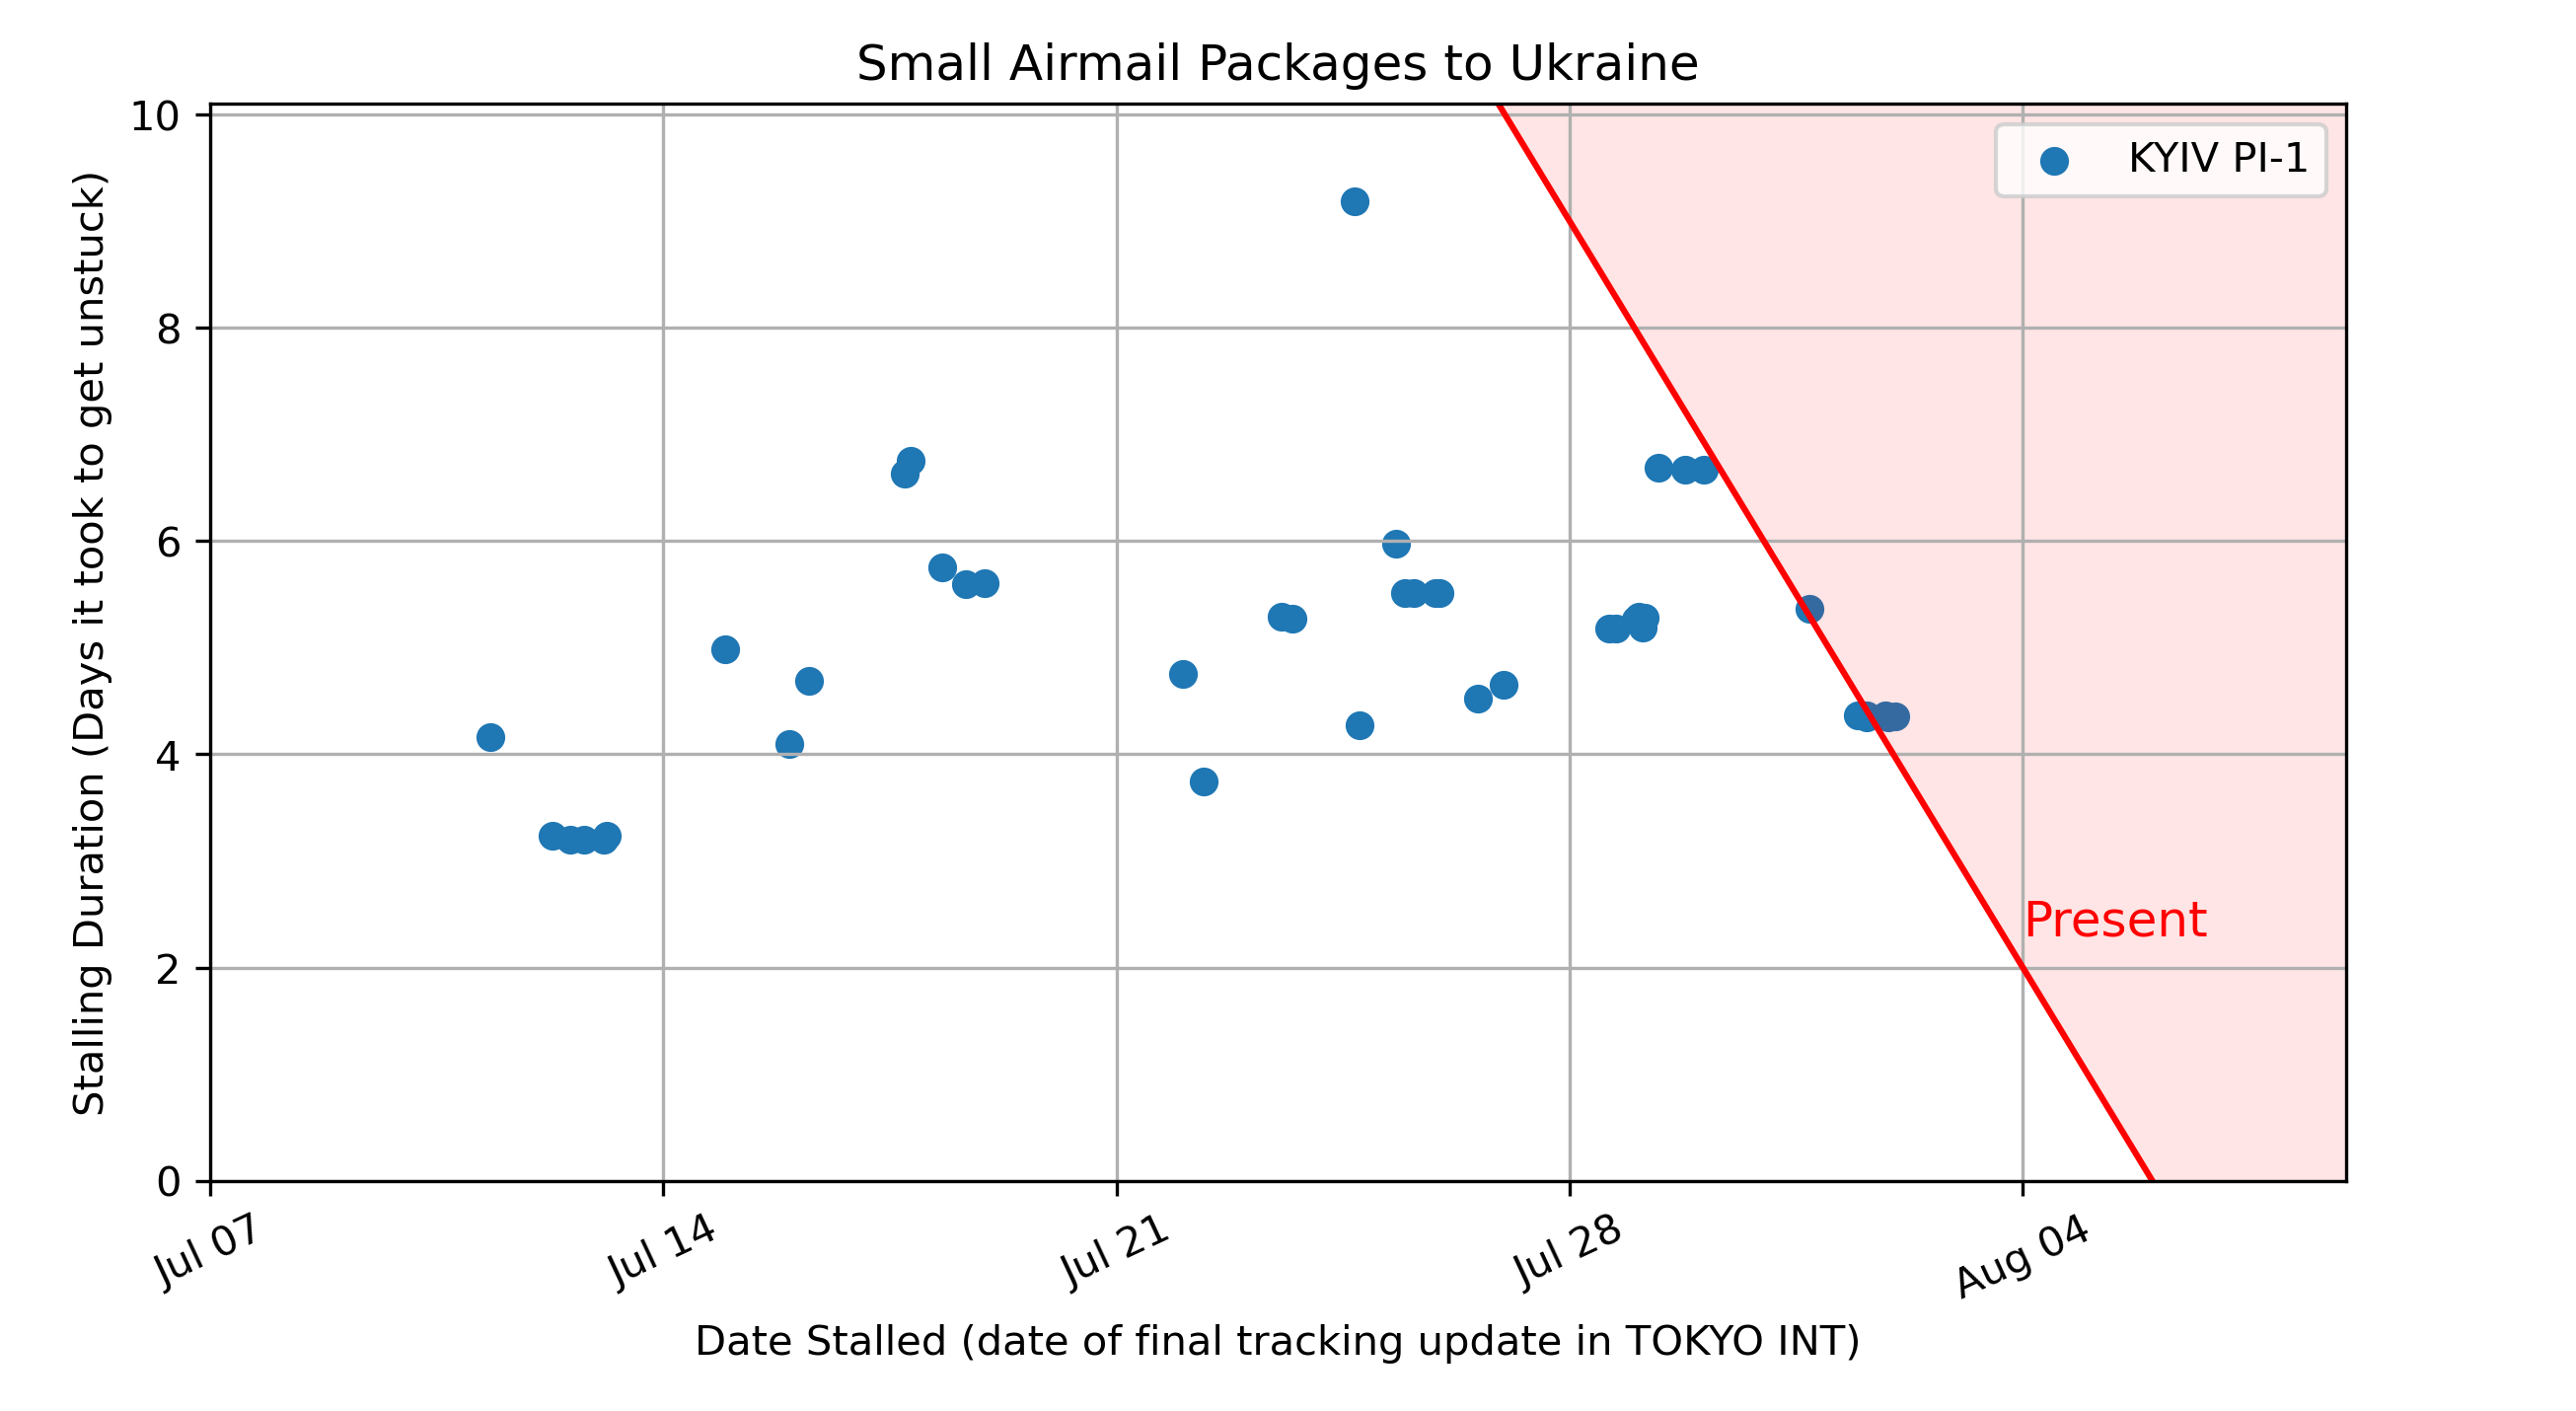 Small Airmail Packages to Ukraine
Stalling Duration (Days it took to get unstuck)
10
8
6
4
2
0
KYIV PI-1
Present
Jul 07
Jul 14
Jul 21
Jul 28
Aug 04
Date Stalled (date of final tracking update in TOKYO INT)